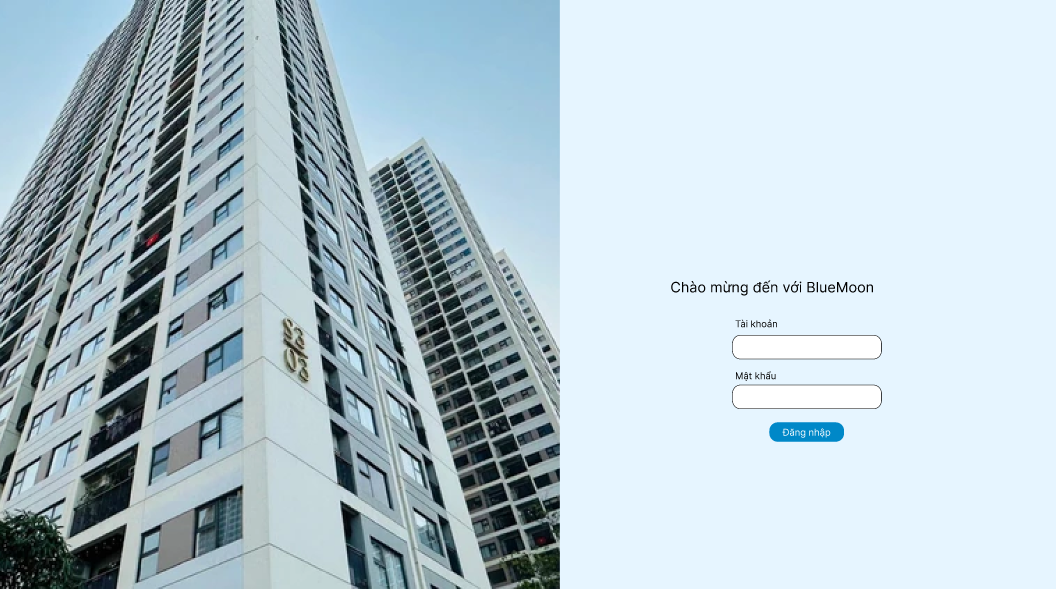 Chào mừng đến với BlueMoon
Tài khoản
Mật khẩu
Đăng nhập